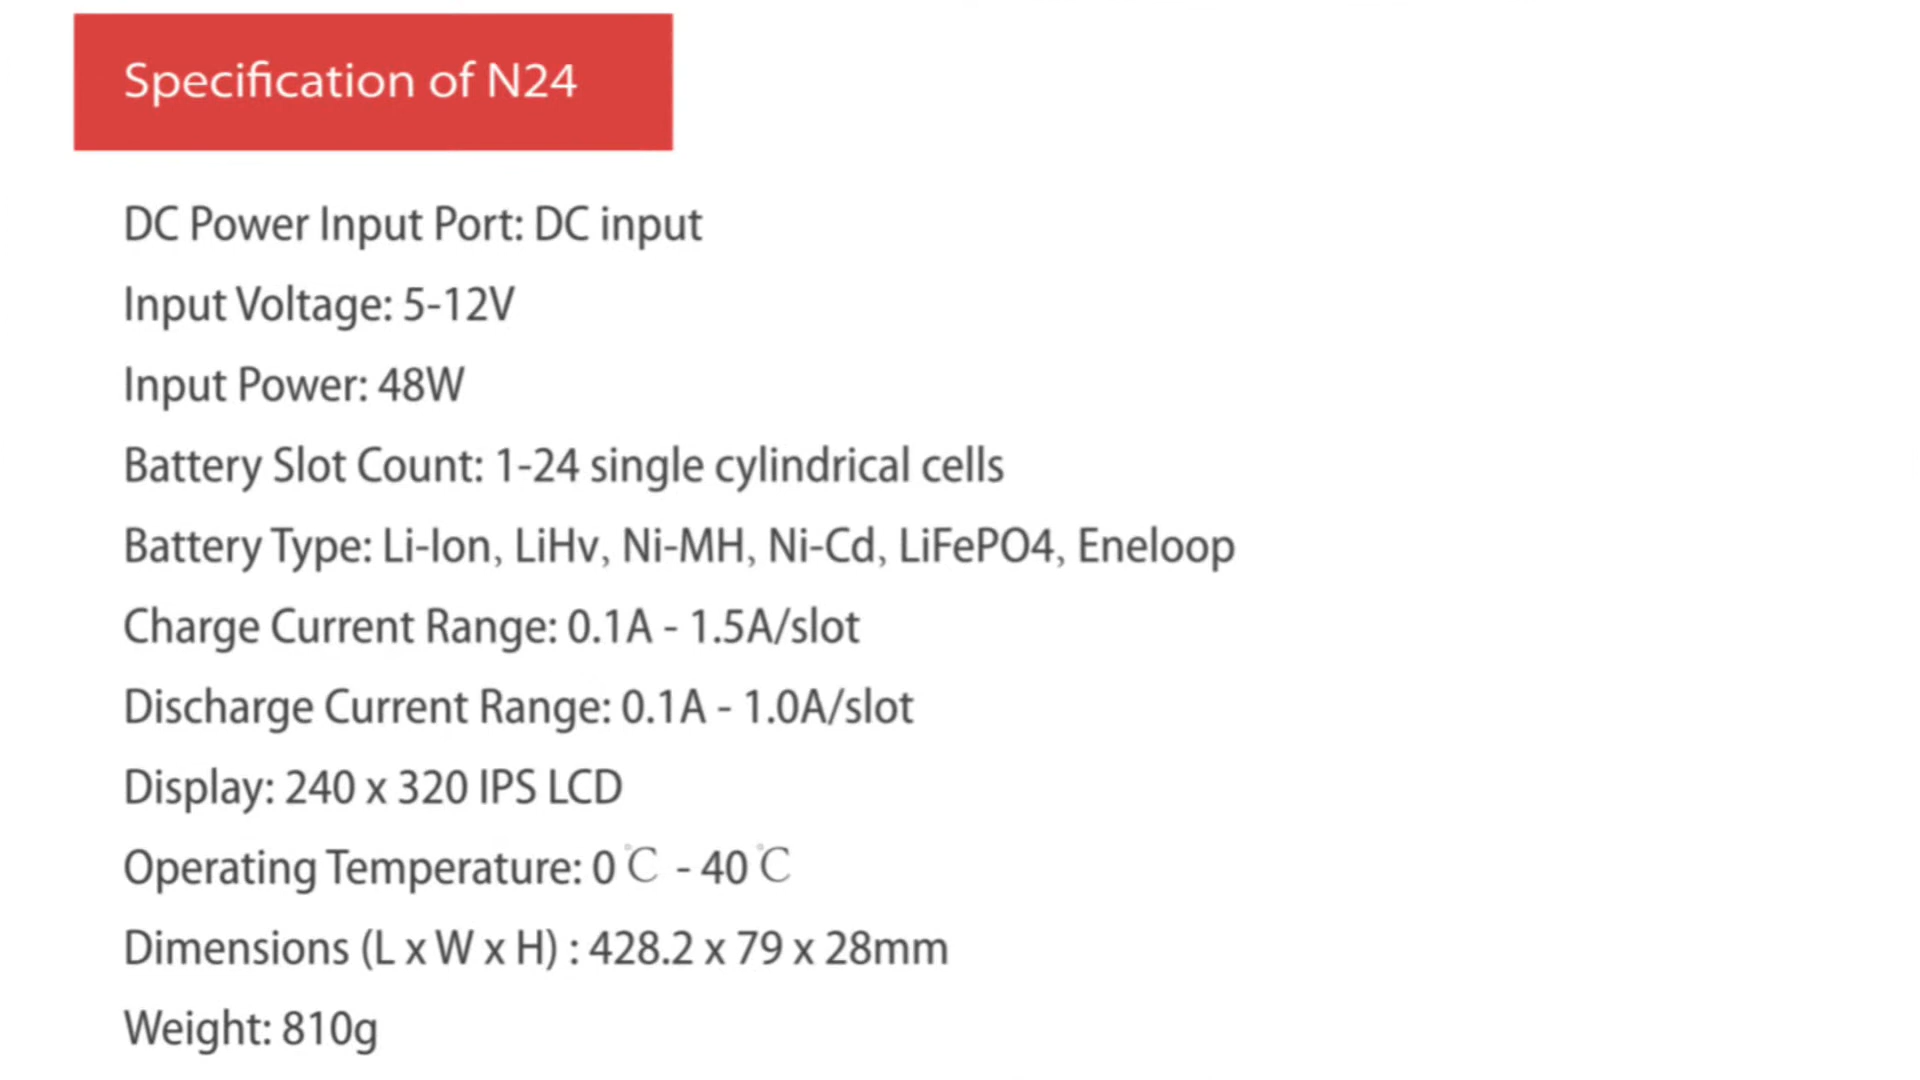 Specification of N24
DC Power Input Port: DC input
Input Voltage: 5-12V
Input Power: 48W
Battery Slot Count: 1-24 single cylindrical cells
Battery Type: Li-Ion, LiHv, Ni-MH, Ni-Cd, LiFePO4, Eneloop
Charge Current Range: 0.1A - 1.5A/slot
Discharge Current Range: 0.1A - 1.0A/slot
Display: 240 x 320 IPS LCD
Operating Temperature: 0℃ - 40℃
Dimensions (L x W x H) : 428.2 x 79 x 28mm
Weight: 810g